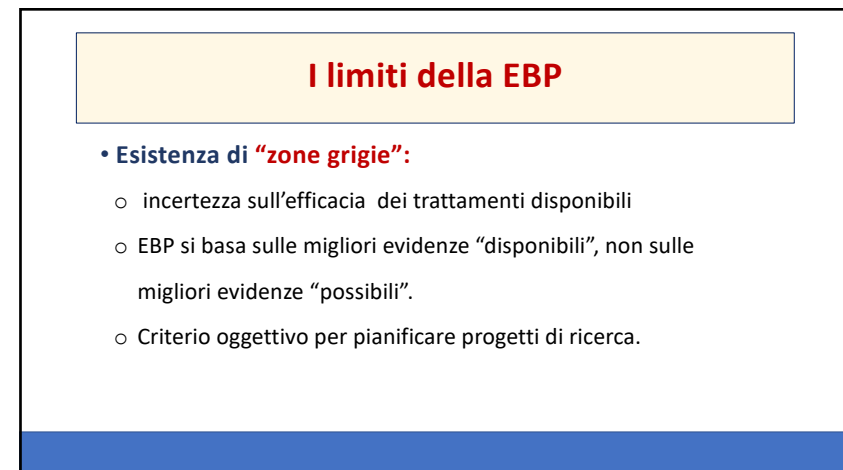 I limiti della EBP
• Esistenza di “zone grigie”:
o incertezza sull’efficacia dei trattamenti disponibili
o EBP si basa sulle migliori evidenze “disponibili”, non sulle
migliori evidenze “possibili”.
o Criterio oggettivo per pianificare progetti di ricerca.